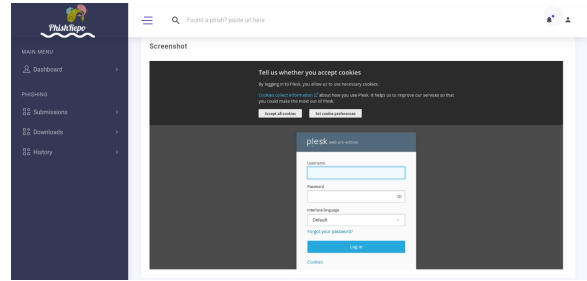 PhishRepo
Found a phish? paste url here
MAIN MENU
Dashboard
PHISHING
Submissions
Downloads
History
Screenshot
Tell us whether you accept cookies
By logging in to Plesk, you allow us to use necessary cookies.
Cookies collect information about how you use Plesk. It helps us to improve our services so that
you could make the most out of Plesk.
Accept all cookies Set cookie preferences
plesk web pro edition
Username
Password
Interface language
Default
Forgot your password?
Log in
Cookies